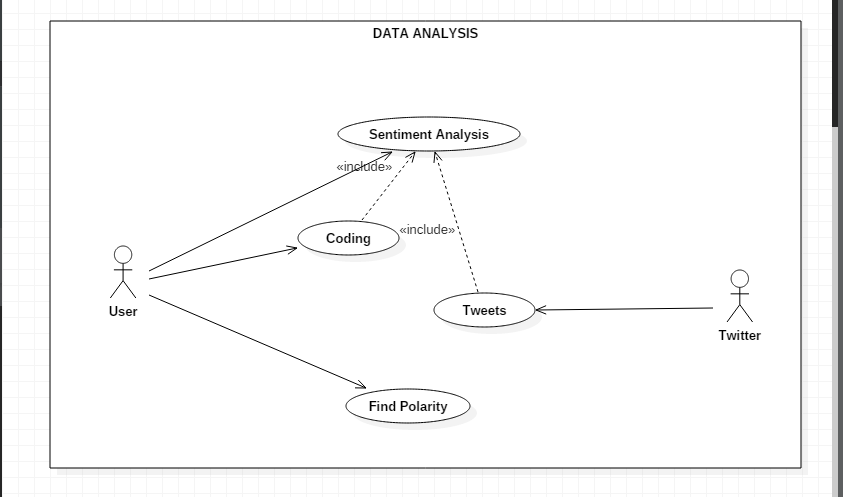 DATA ANALYSIS
Sentiment Analysis
«include»
Coding
«include»
User
Tweets
Twitter
Find Polarity